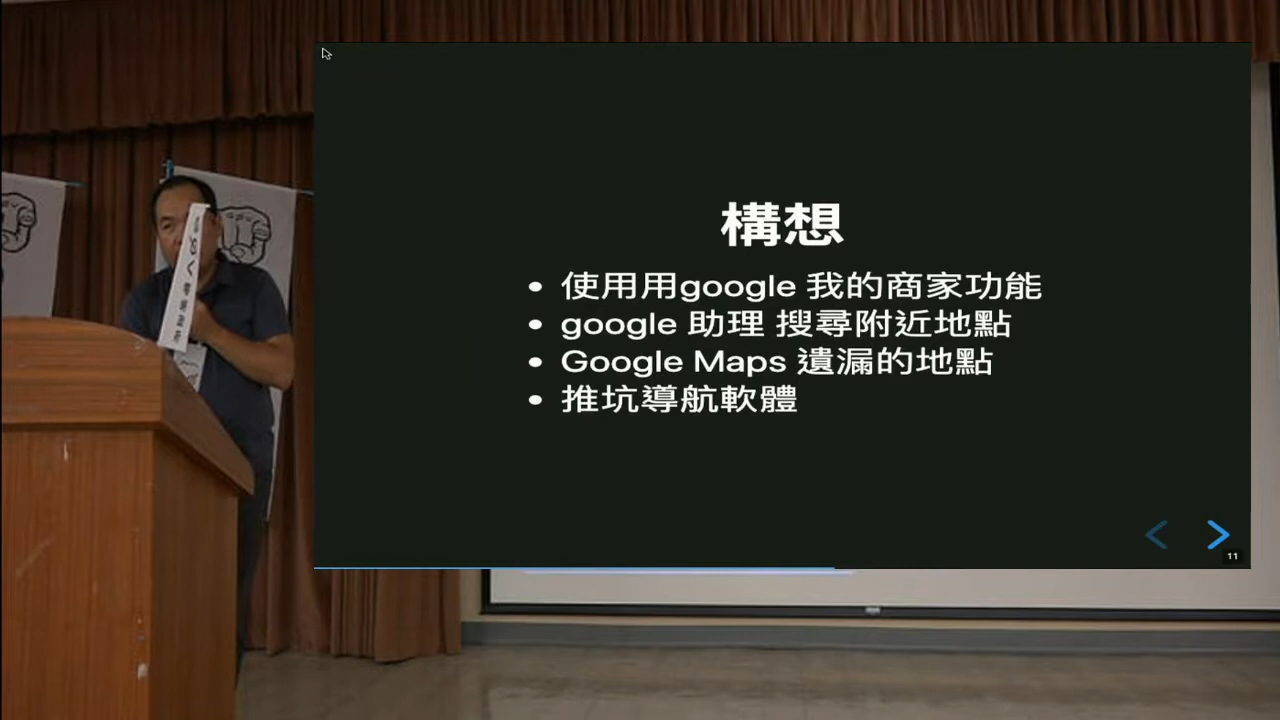 構想
• 使用用google 我的商家功能
• google 助理 搜尋附近地點
• Google Maps 遺漏的地點
• 推坑導航軟體
11